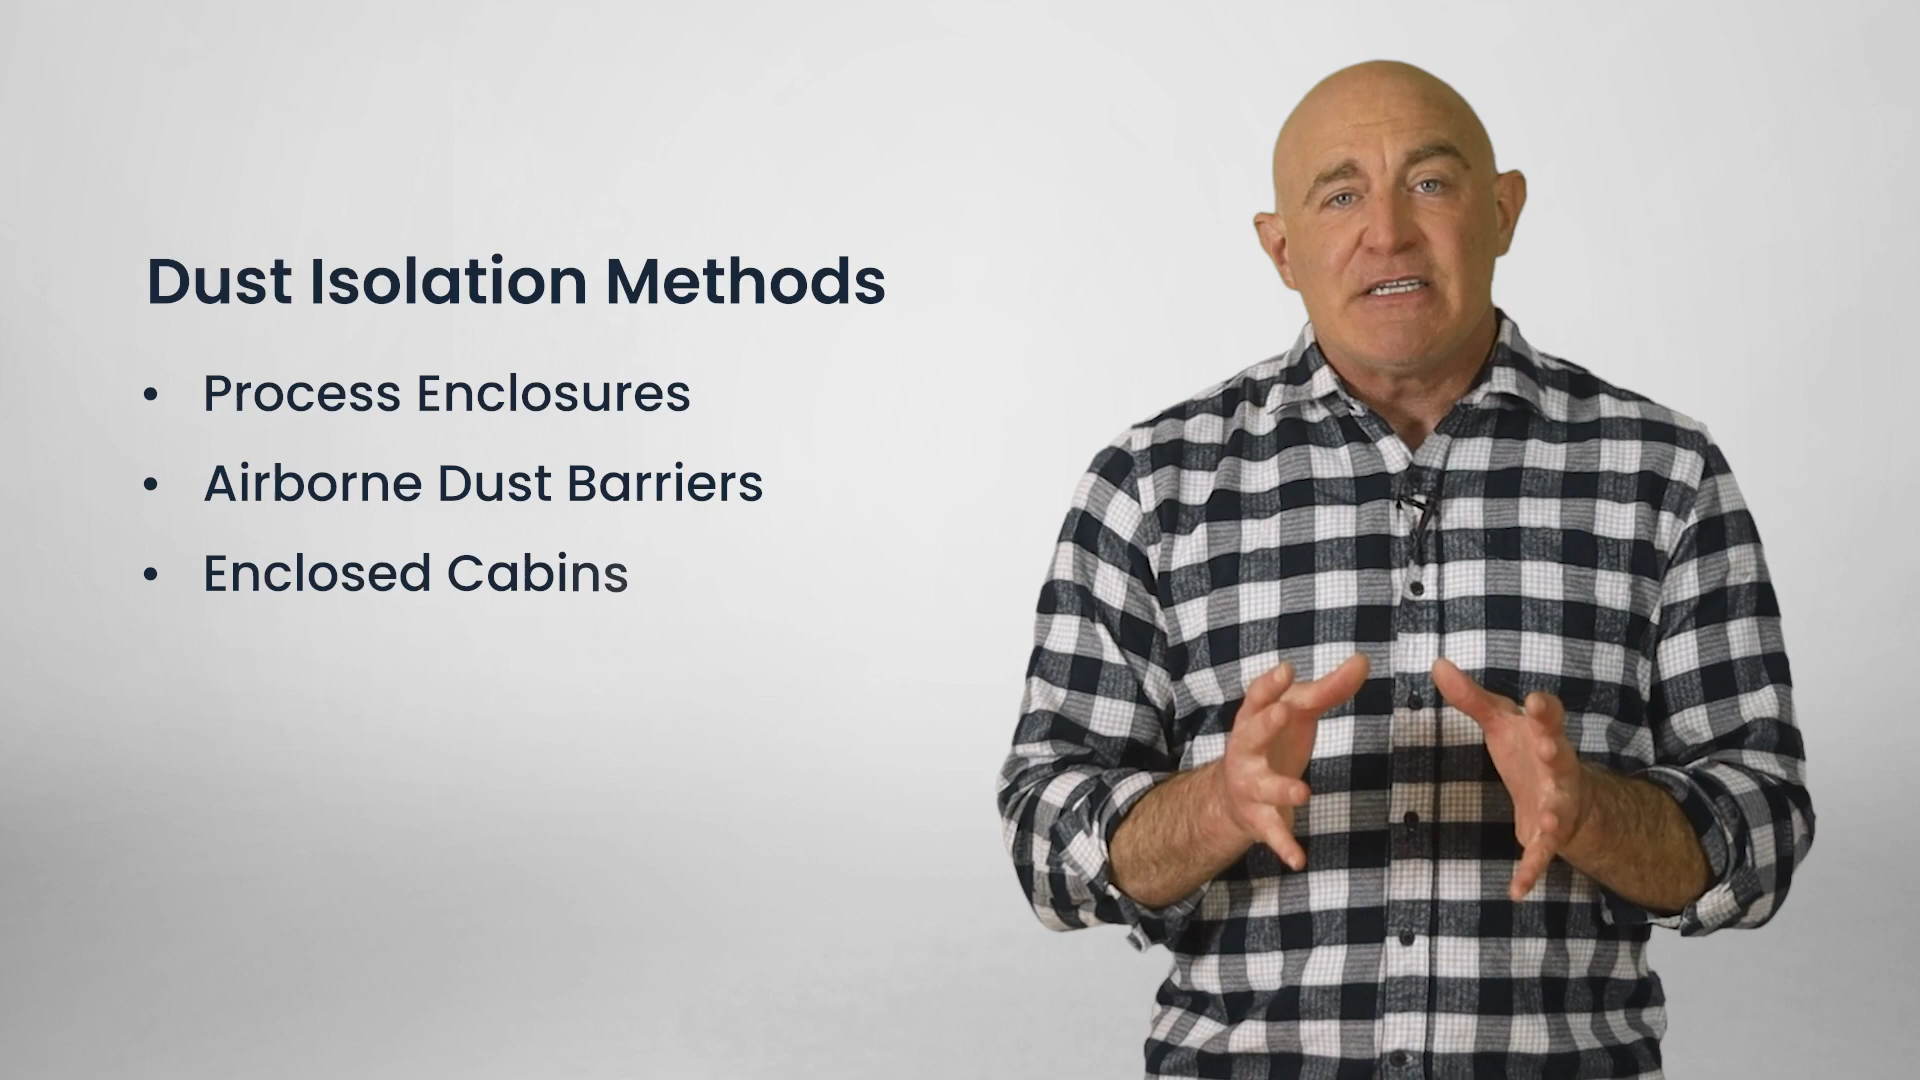 Dust Isolation Methods
• Process Enclosures
• Airborne Dust Barriers
• Enclosed Cabins